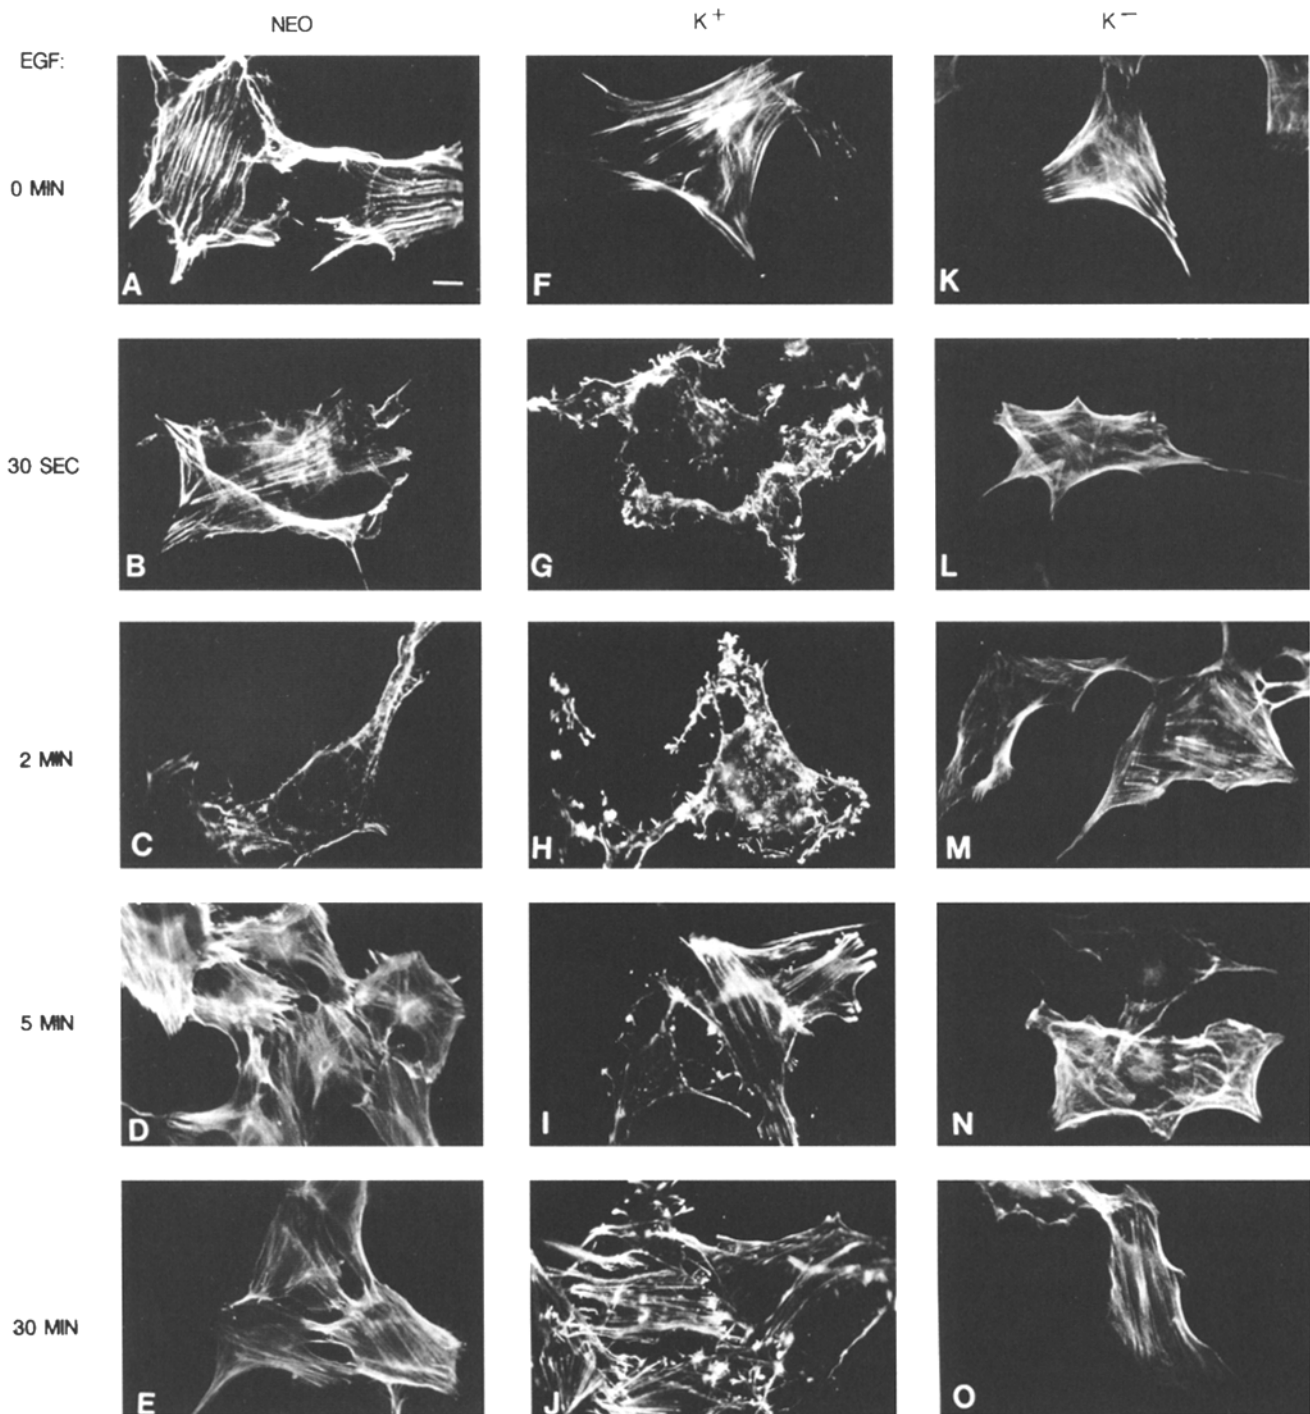 NEO K+ K−
EGF:
0 MIN
A F K
30 SEC
B G L
2 MIN
C H M
5 MIN
D I N
30 MIN
E J O